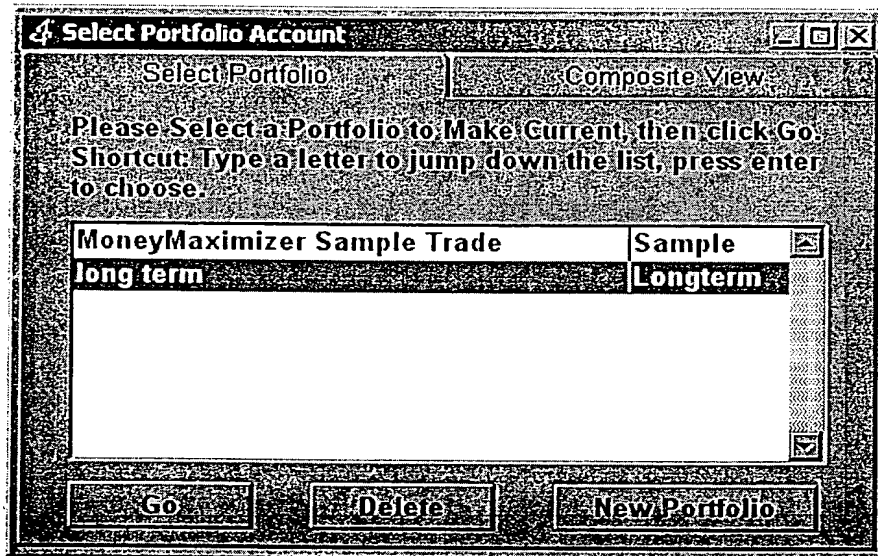 Select Portfolio Account
Select Portfolio Composite View
Please Select a Portfolio to Make Current, then click Go.
Shortcut: Type a letter to jump down the list, press enter
to choose.
MoneyMaximizer Sample Trade Sample
long term Longterm
Go Delete New Portfolio